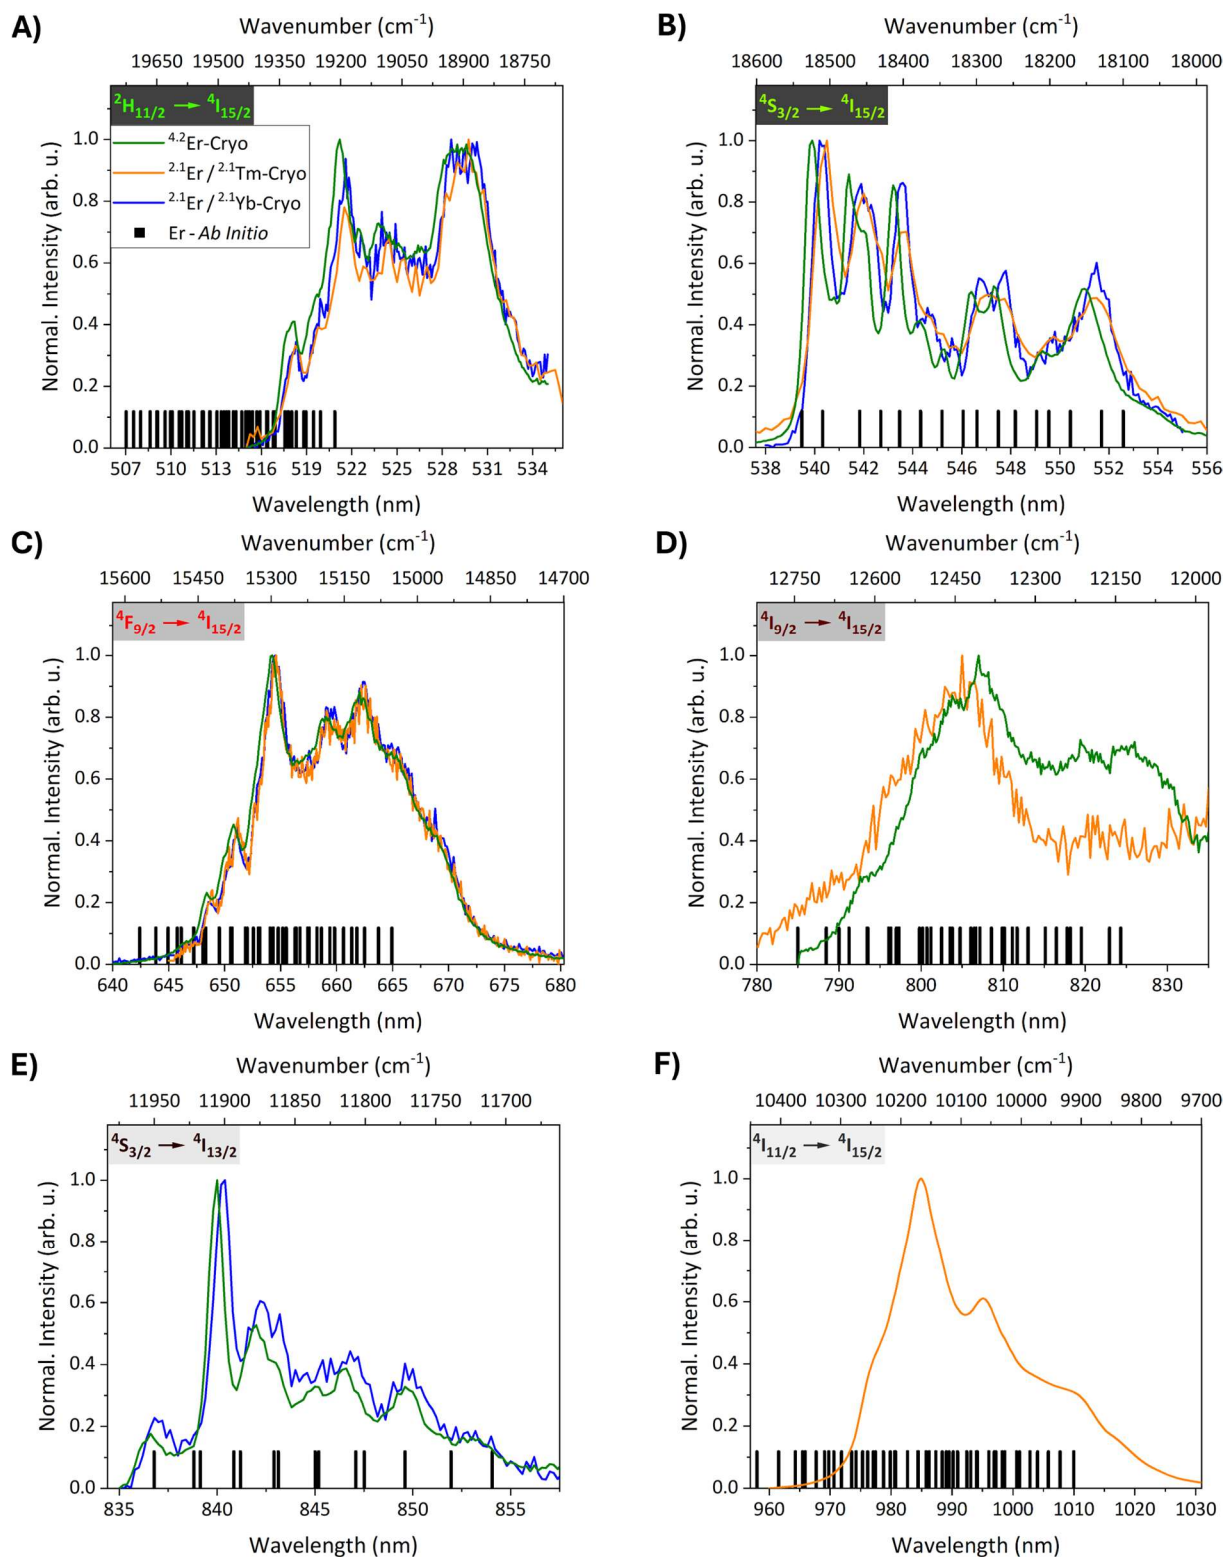 A)
Wavenumber (cm⁻¹)
19650 19500 19350 19200 19050 18900 18750
²H₁₁/₂ → ⁴I₁₅/₂
⁴·²Er-Cryo
²·¹Er / ²·¹Tm-Cryo
²·¹Er / ²·¹Yb-Cryo
Er - Ab Initio
Normal. Intensity (arb. u.)
1.0
0.8
0.6
0.4
0.2
0.0
507 510 513 516 519 522 525 528 531 534
Wavelength (nm)
B)
Wavenumber (cm⁻¹)
18600 18500 18400 18300 18200 18100 18000
⁴S₃/₂ → ⁴I₁₅/₂
Normal. Intensity (arb. u.)
1.0
0.8
0.6
0.4
0.2
0.0
538 540 542 544 546 548 550 552 554 556
Wavelength (nm)
C)
Wavenumber (cm⁻¹)
15600 15450 15300 15150 15000 14850 14700
⁴F₉/₂ → ⁴I₁₅/₂
Normal. Intensity (arb. u.)
1.0
0.8
0.6
0.4
0.2
0.0
640 645 650 655 660 665 670 675 680
Wavelength (nm)
D)
Wavenumber (cm⁻¹)
12750 12600 12450 12300 12150 12000
⁴I₉/₂ → ⁴I₁₅/₂
Normal. Intensity (arb. u.)
1.0
0.8
0.6
0.4
0.2
0.0
780 790 800 810 820 830
Wavelength (nm)
E)
Wavenumber (cm⁻¹)
11950 11900 11850 11800 11750 11700
⁴S₃/₂ → ⁴I₁₃/₂
Normal. Intensity (arb. u.)
1.0
0.8
0.6
0.4
0.2
0.0
835 840 845 850 855
Wavelength (nm)
F)
Wavenumber (cm⁻¹)
10400 10300 10200 10100 10000 9900 9800 9700
⁴I₁₁/₂ → ⁴I₁₅/₂
Normal. Intensity (arb. u.)
1.0
0.8
0.6
0.4
0.2
0.0
960 970 980 990 1000 1010 1020 1030
Wavelength (nm)